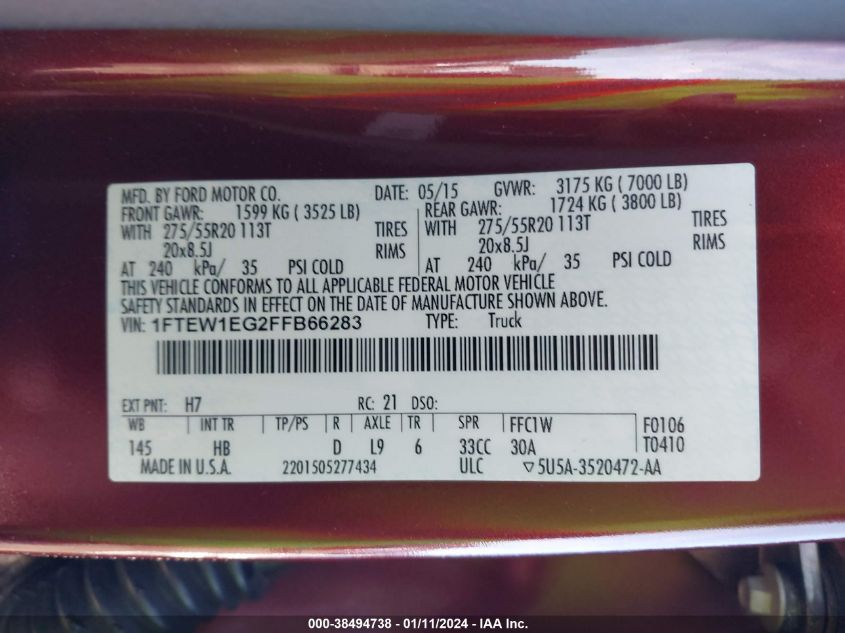 MFD. BY FORD MOTOR CO. DATE: 05/15 GVWR: 3175 KG ( 7000 LB)
FRONT GAWR: 1599 KG ( 3525 LB) REAR GAWR: 1724 KG ( 3800 LB)
WITH 275/55R20 113T TIRES WITH 275/55R20 113T TIRES
20x8.5J RIMS 20x8.5J RIMS
AT 240 kPa/ 35 PSI COLD AT 240 kPa/ 35 PSI COLD
THIS VEHICLE CONFORMS TO ALL APPLICABLE FEDERAL MOTOR VEHICLE
SAFETY STANDARDS IN EFFECT ON THE DATE OF MANUFACTURE SHOWN ABOVE.
VIN: 1FTEW1EG2FFB66283 TYPE: Truck
EXT PNT: H7 RC: 21 DSO:
WB INT TR TP/PS R AXLE TR SPR FFC1W F0106
145 HB D L9 6 33CC 30A T0410
MADE IN U.S.A. 2201505277434 ULC ▽5U5A-3520472-AA
000-38494738 - 01/11/2024 - IAA Inc.